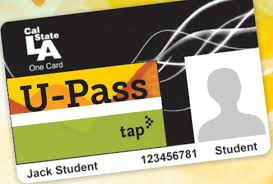 Cal
State
LA
One Card
U-Pass
tap
Jack Student
123456781
Student